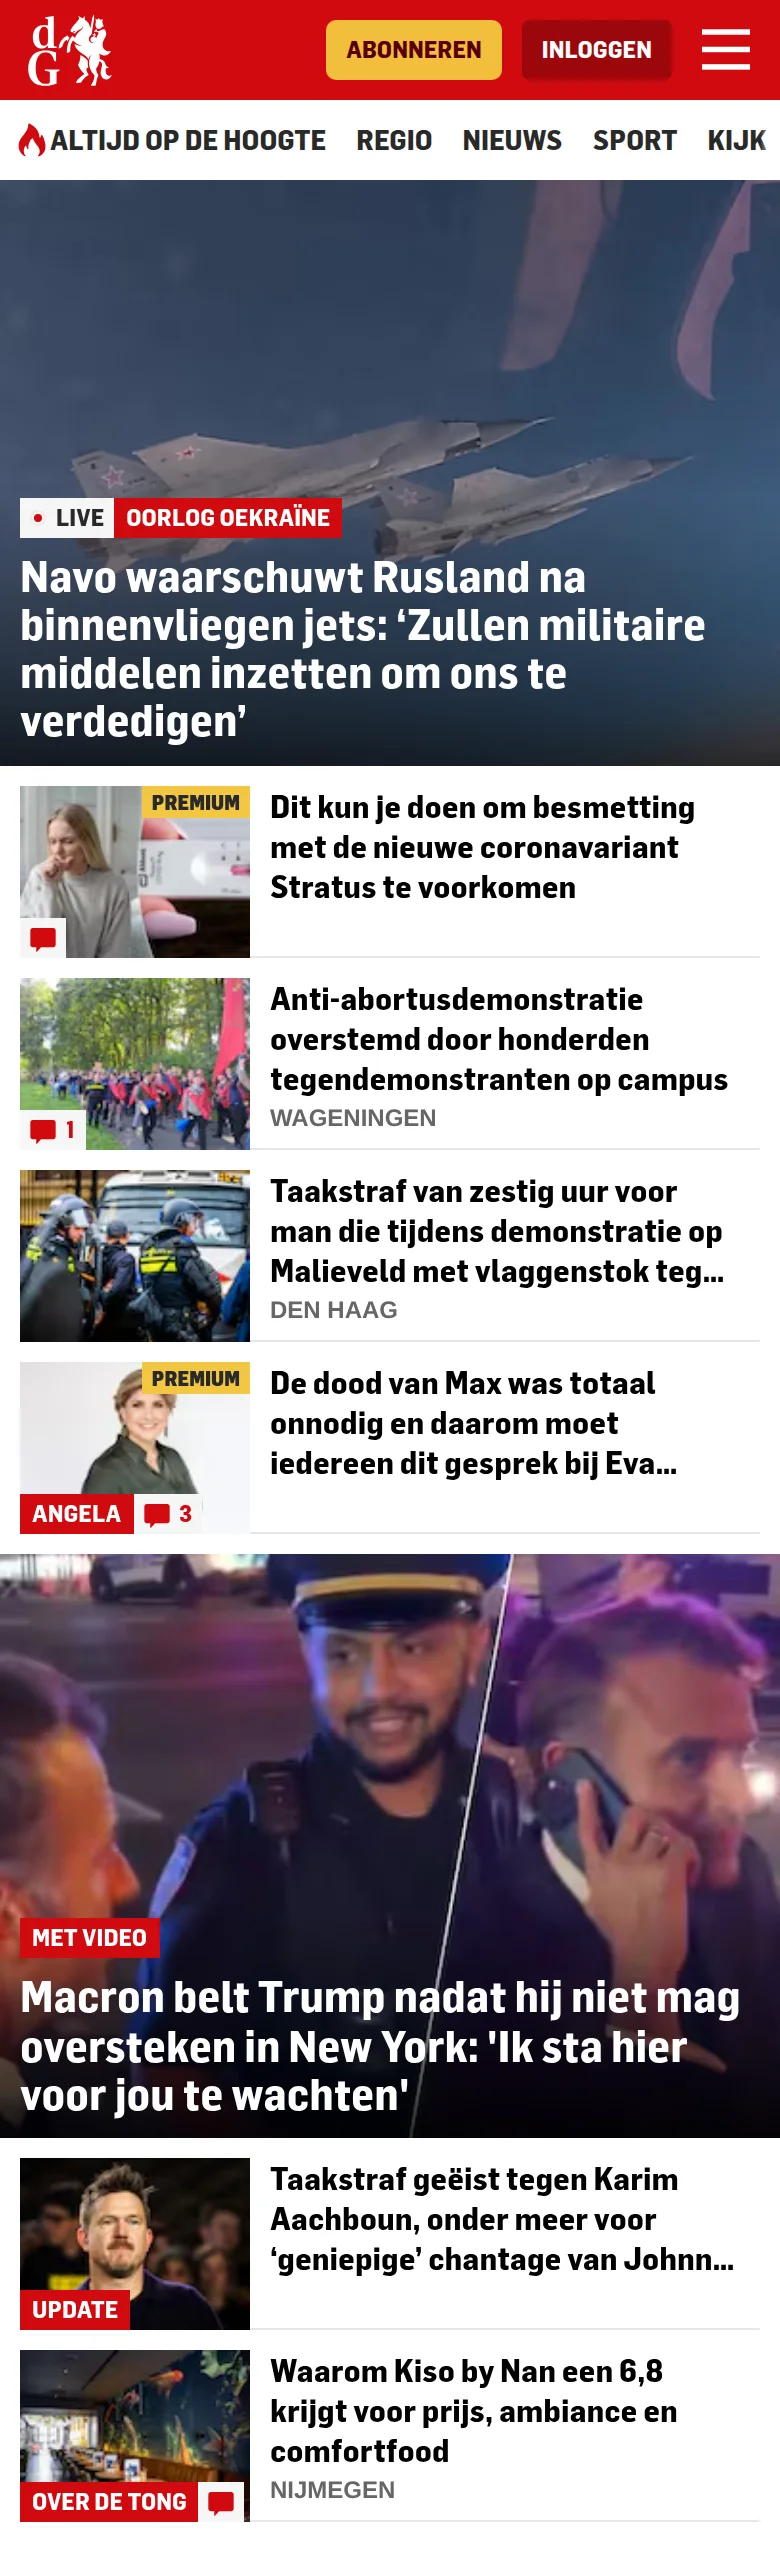 dG
ABONNEREN
INLOGGEN
ALTIJD OP DE HOOGTE
REGIO
NIEUWS
SPORT
KIJK
LIVE
OORLOG OEKRAÏNE
Navo waarschuwt Rusland na
binnenvliegen jets: ‘Zullen militaire
middelen inzetten om ons te
verdedigen’
PREMIUM
Dit kun je doen om besmetting
met de nieuwe coronavariant
Stratus te voorkomen
Anti-abortusdemonstratie
overstemd door honderden
tegendemonstranten op campus
WAGENINGEN
1
Taakstraf van zestig uur voor
man die tijdens demonstratie op
Malieveld met vlaggenstok teg...
DEN HAAG
PREMIUM
De dood van Max was totaal
onnodig en daarom moet
iedereen dit gesprek bij Eva...
ANGELA
3
MET VIDEO
Macron belt Trump nadat hij niet mag
oversteken in New York: 'Ik sta hier
voor jou te wachten'
Taakstraf geëist tegen Karim
Aachboun, onder meer voor
‘geniepige’ chantage van Johnn...
UPDATE
Waarom Kiso by Nan een 6,8
krijgt voor prijs, ambiance en
comfortfood
NIJMEGEN
OVER DE TONG